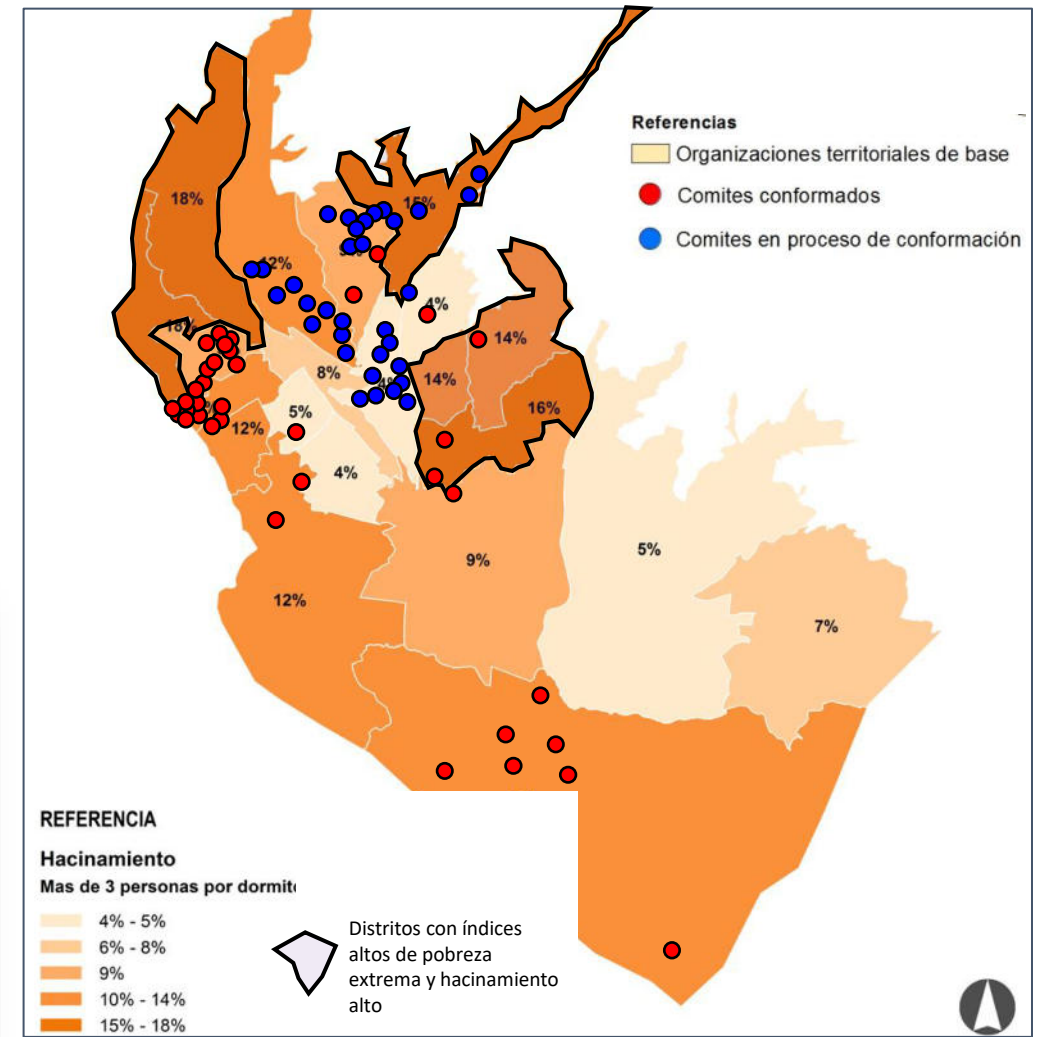 Referencias
Organizaciones territoriales de base
Comites conformados
Comites en proceso de conformación
18%
15%
12%
4%
18%
14%
8%
14%
16%
5%
12%
4%
9%
5%
12%
7%
REFERENCIA
Hacinamiento
Mas de 3 personas por dormit
4% - 5%
6% - 8%
9%
10% - 14%
15% - 18%
Distritos con índices
altos de pobreza
extrema y hacinamiento
alto